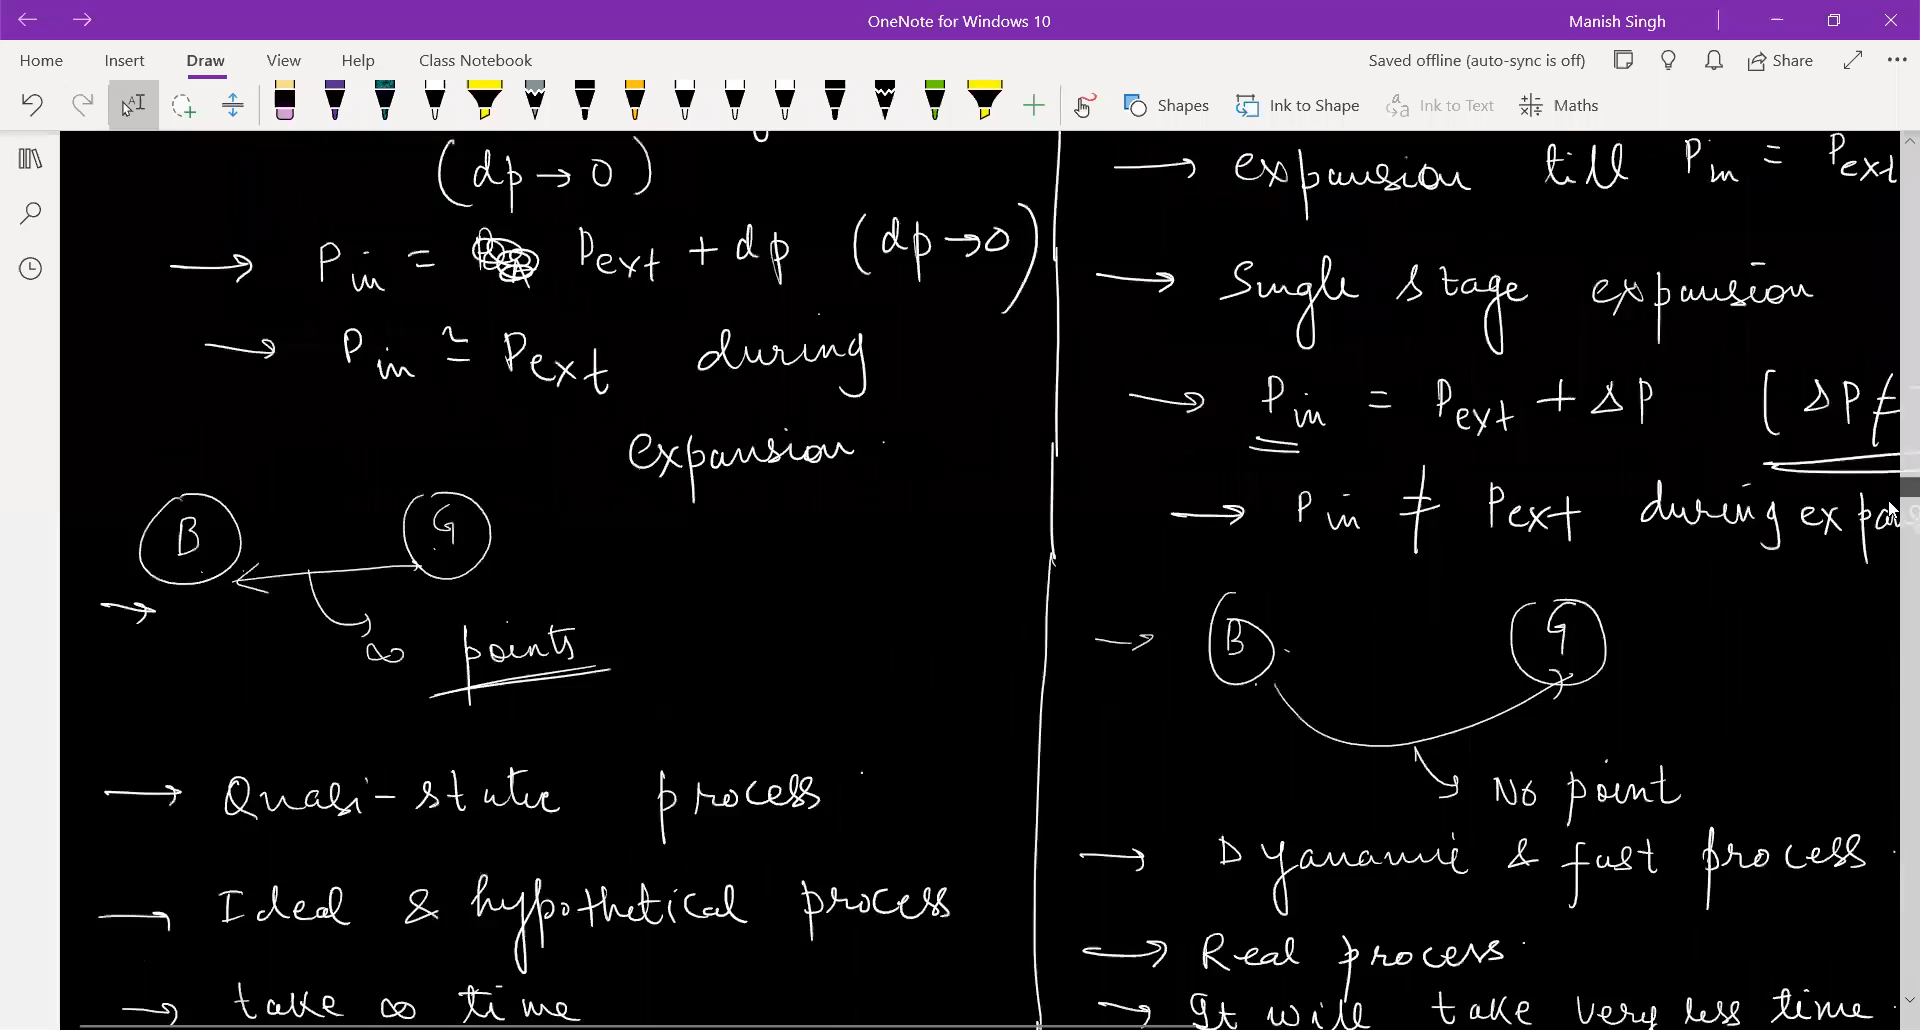 OneNote for Windows 10
Manish Singh
Home Insert Draw View Help Class Notebook
Saved offline (auto-sync is off) Share
Shapes Ink to Shape Ink to Text Maths
(dp → 0)
→ Pin = Pext + dp (dp → 0)
→ Pin ≃ Pext during
expansion
B G
→
∞ points
→ Quasi-static process
→ Ideal & hypothetical process
→ take ∞ time
→ expansion till Pin = Pext
→ Single stage expansion
→ Pin = Pext + ΔP [ΔP≠
→ Pin ≠ Pext during expa
→ B G
→ No point
→ Dyanamic & fast process
→ Real process
→ It will take very less time